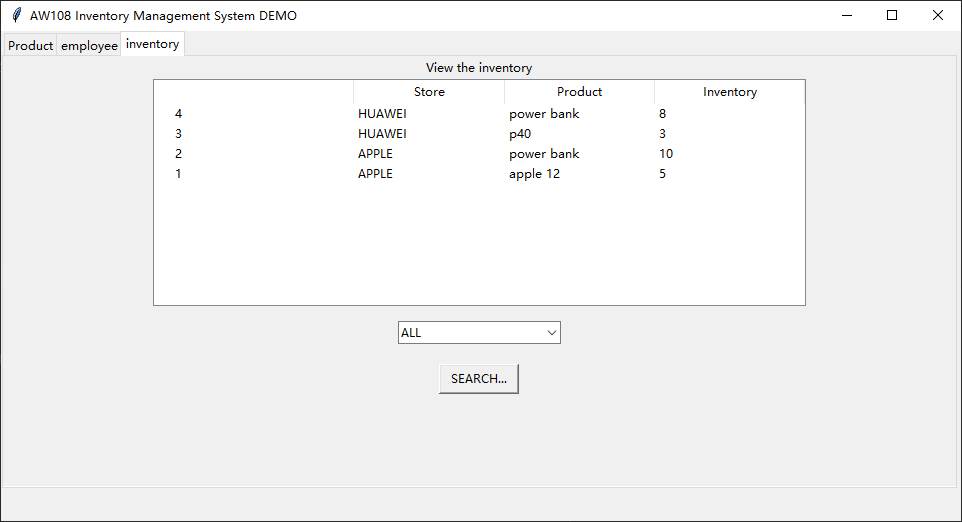 AW108 Inventory Management System DEMO
Product employee inventory
View the inventory
Store Product Inventory
4 HUAWEI power bank 8
3 HUAWEI p40 3
2 APPLE power bank 10
1 APPLE apple 12 5
ALL
SEARCH...